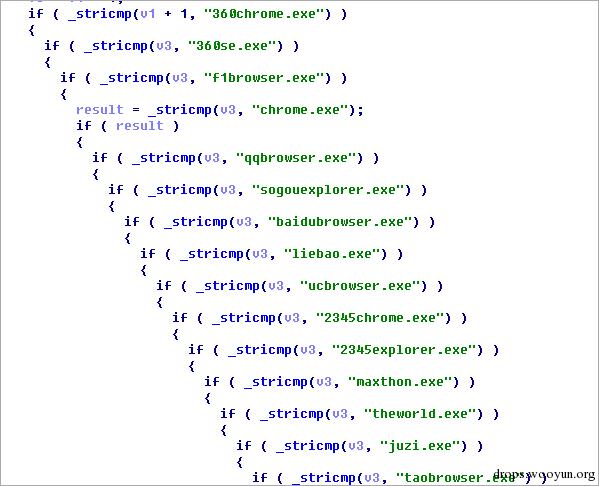 if ( _stricmp(v1 + 1, "360chrome.exe") )
{
if ( _stricmp(v3, "360se.exe") )
{
if ( _stricmp(v3, "f1browser.exe") )
{
result = _stricmp(v3, "chrome.exe");
if ( result )
{
if ( _stricmp(v3, "qqbrowser.exe") )
{
if ( _stricmp(v3, "sogouexplorer.exe") )
{
if ( _stricmp(v3, "baidubrowser.exe") )
{
if ( _stricmp(v3, "liebao.exe") )
{
if ( _stricmp(v3, "ucbrowser.exe") )
{
if ( _stricmp(v3, "2345chrome.exe") )
{
if ( _stricmp(v3, "2345explorer.exe") )
{
if ( _stricmp(v3, "maxthon.exe") )
{
if ( _stricmp(v3, "theworld.exe") )
{
if ( _stricmp(v3, "juzi.exe") )
{
if ( _stricmp(v3, "taobrowser.exe") )
drops.wooyun.org